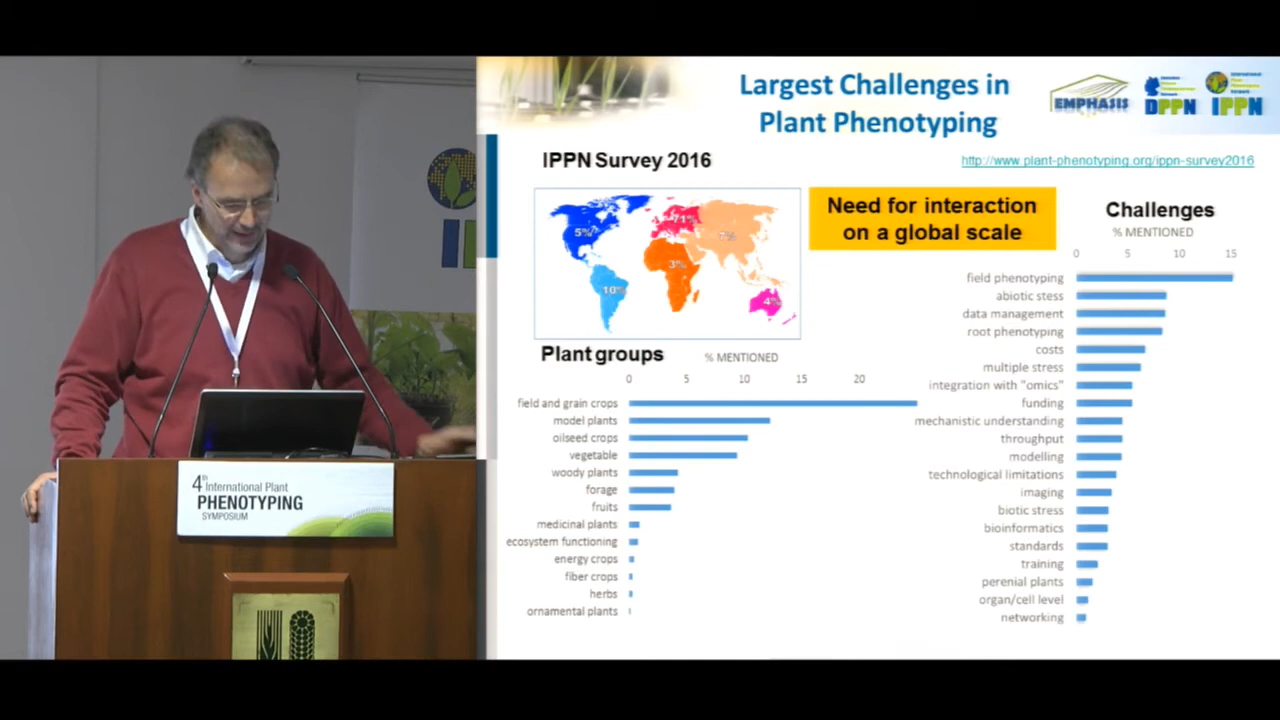 Largest Challenges in
Plant Phenotyping
EMPHASIS
DPPN
IPPN
IPPN Survey 2016
http://www.plant-phenotyping.org/ippn-survey2016
5%
71%
3%
10%
4%
Need for interaction
on a global scale
Challenges
% MENTIONED
0 5 10 15
field phenotyping
abiotic stess
data management
root phenotyping
costs
multiple stress
integration with "omics"
funding
mechanistic understanding
throughput
modelling
technological limitations
imaging
biotic stress
bioinformatics
standards
training
perenial plants
organ/cell level
networking
Plant groups
% MENTIONED
0 5 10 15 20
field and grain crops
model plants
oilseed crops
vegetable
woody plants
forage
fruits
medicinal plants
ecosystem functioning
energy crops
fiber crops
herbs
ornamental plants
4th International Plant
PHENOTYPING
SYMPOSIUM